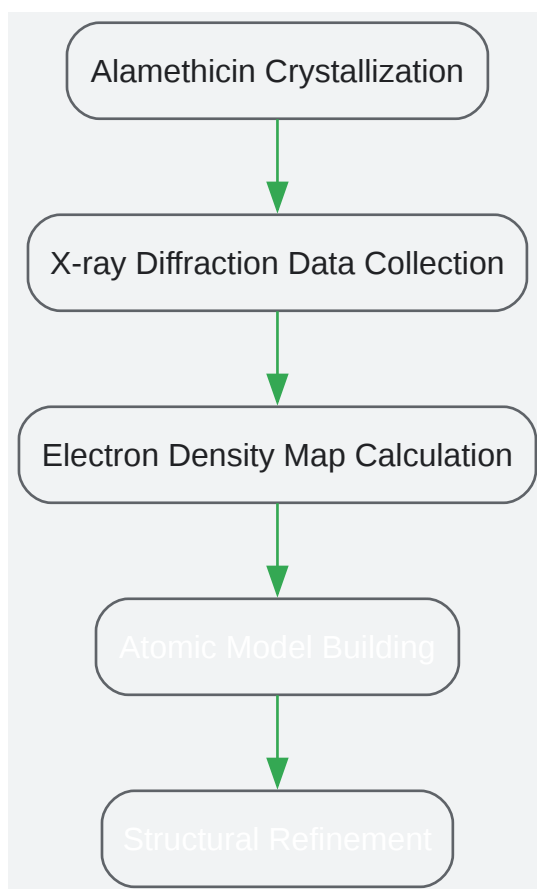 Alamethicin Crystallization
X-ray Diffraction Data Collection
Electron Density Map Calculation
Atomic Model Building
Structural Refinement